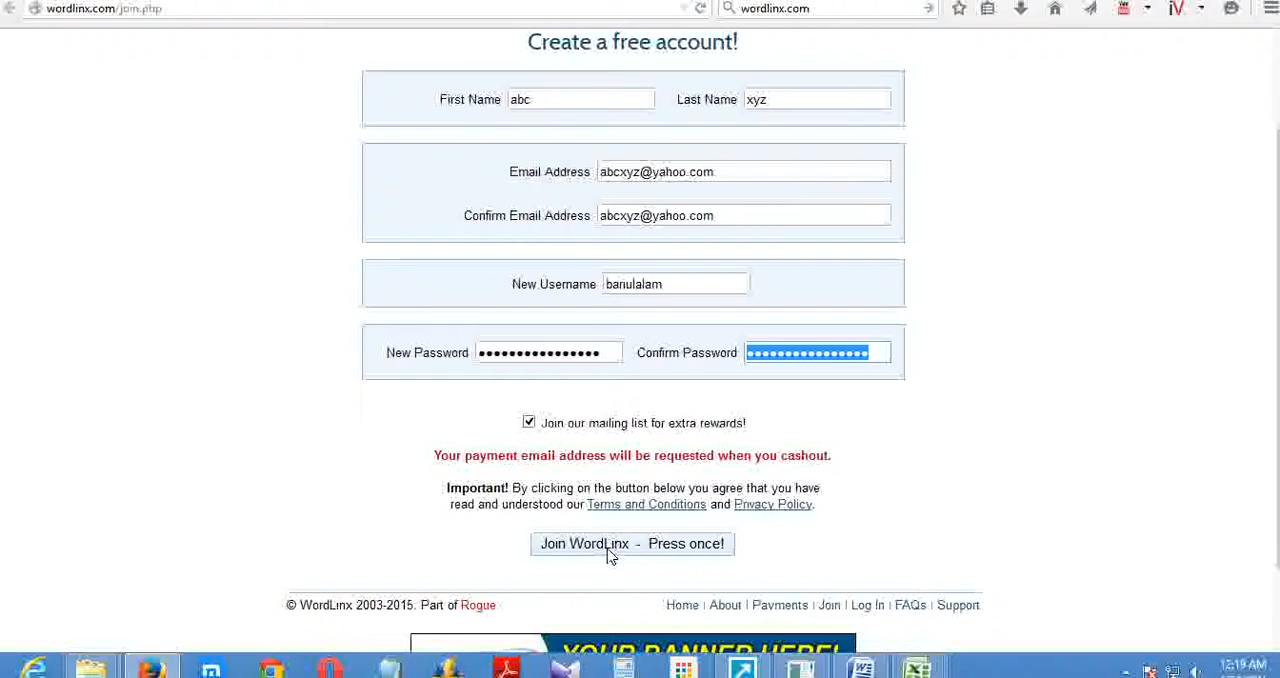 wordlinx.com/join.php
wordlinx.com
Create a free account!
First Name abc Last Name xyz
Email Address abcxyz@yahoo.com
Confirm Email Address abcxyz@yahoo.com
New Username banulalam
New Password •••••••••••••••• Confirm Password ••••••••••••••••
Join our mailing list for extra rewards!
Your payment email address will be requested when you cashout.
Important! By clicking on the button below you agree that you have
read and understood our Terms and Conditions and Privacy Policy.
Join WordLinx - Press once!
© WordLinx 2003-2015. Part of Rogue
Home | About | Payments | Join | Log In | FAQs | Support
YOUR BANNER HERE!
12:19 AM